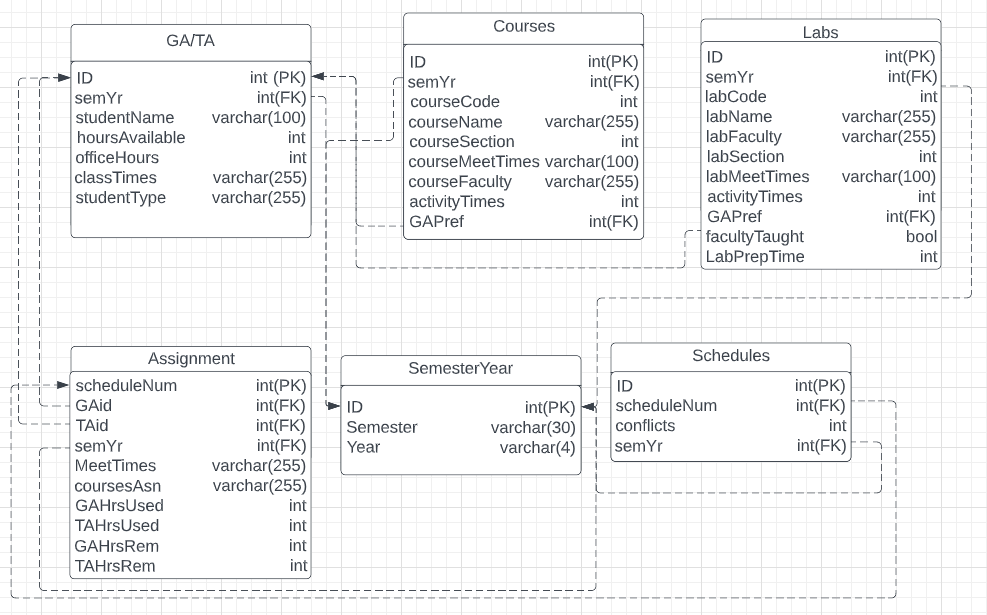 GA/TA
ID int (PK)
semYr int(FK)
studentName varchar(100)
hoursAvailable int
officeHours int
classTimes varchar(255)
studentType varchar(255)
Courses
ID int(PK)
semYr int(FK)
courseCode int
courseName varchar(255)
courseSection int
courseMeetTimes varchar(100)
courseFaculty varchar(255)
activityTimes int
GAPref int(FK)
Labs
ID int(PK)
semYr int(FK)
labCode int
labName varchar(255)
labFaculty varchar(255)
labSection int
labMeetTimes varchar(100)
activityTimes int
GAPref int(FK)
facultyTaught bool
LabPrepTime int
Assignment
scheduleNum int(PK)
GAid int(FK)
TAid int(FK)
semYr int(FK)
MeetTimes varchar(255)
coursesAsn varchar(255)
GAHrsUsed int
TAHrsUsed int
GAHrsRem int
TAHrsRem int
SemesterYear
ID int(PK)
Semester varchar(30)
Year varchar(4)
Schedules
ID int(PK)
scheduleNum int(FK)
conflicts int
semYr int(FK)